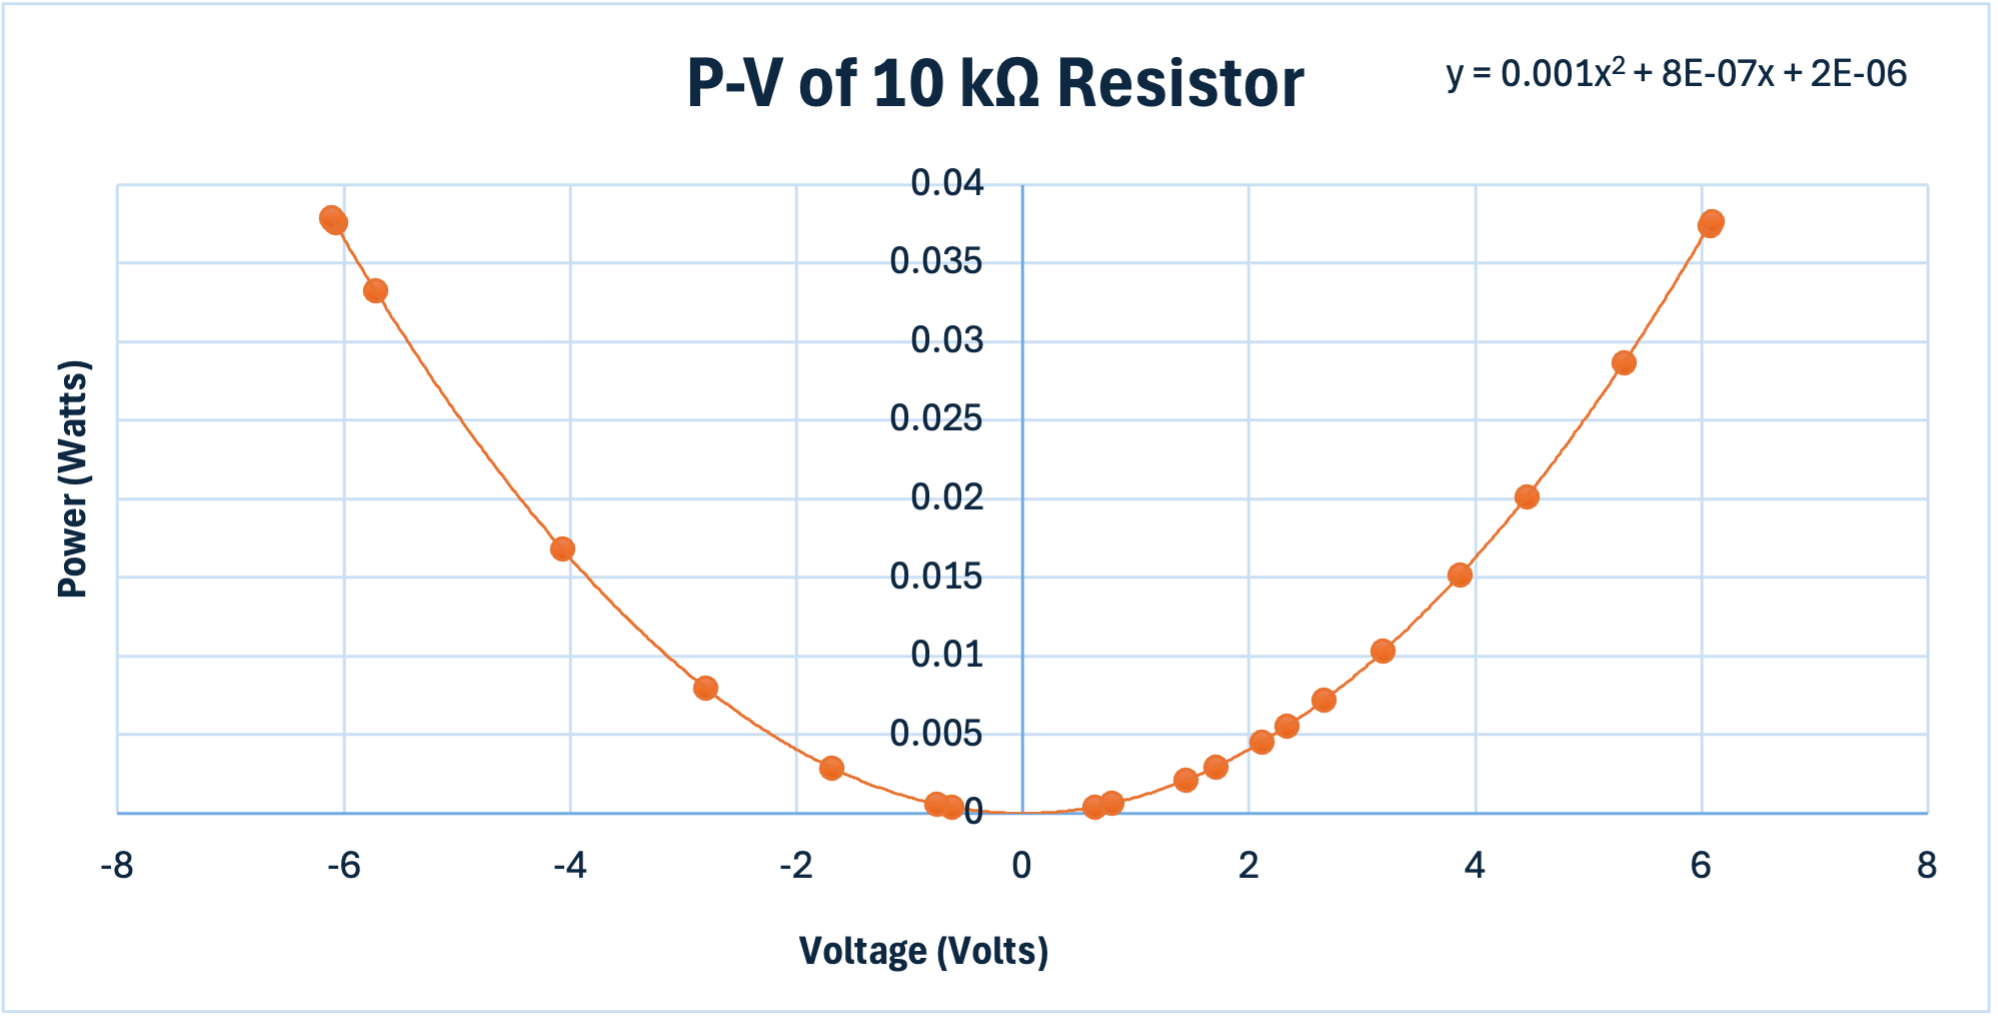 P-V of 10 kΩ Resistor
y = 0.001x² + 8E-07x + 2E-06
0.04
0.035
0.03
0.025
0.02
0.015
0.01
0.005
0
Power (Watts)
-8 -6 -4 -2 0 2 4 6 8
Voltage (Volts)